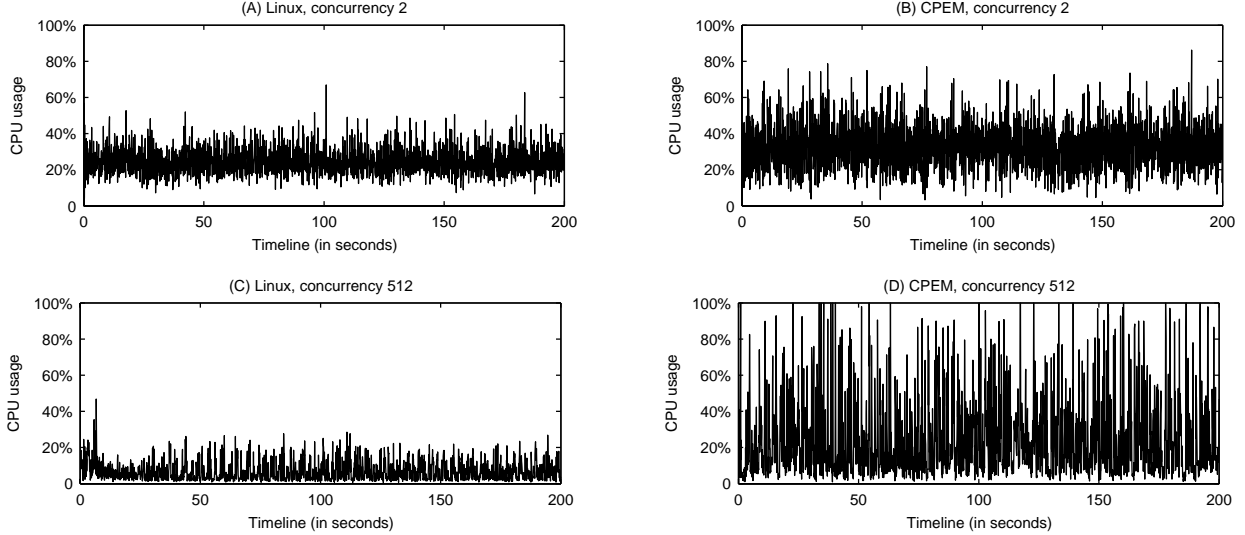 (A) Linux, concurrency 2
100%
80%
60%
40%
20%
0
CPU usage
0 50 100 150 200
Timeline (in seconds)
(B) CPEM, concurrency 2
100%
80%
60%
40%
20%
0
CPU usage
0 50 100 150 200
Timeline (in seconds)
(C) Linux, concurrency 512
100%
80%
60%
40%
20%
0
CPU usage
0 50 100 150 200
Timeline (in seconds)
(D) CPEM, concurrency 512
100%
80%
60%
40%
20%
0
CPU usage
0 50 100 150 200
Timeline (in seconds)